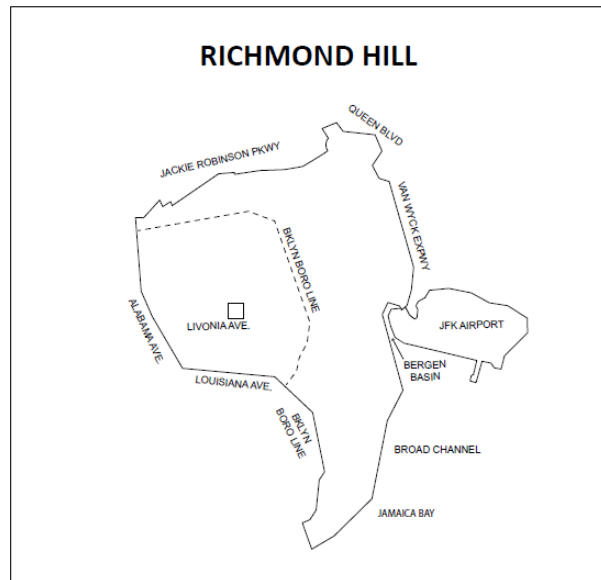 RICHMOND HILL
QUEEN BLVD
JACKIE ROBINSON PKWY
VAN WYCK EXPWY
BKLYN BORO LINE
ALABAMA AVE.
LIVONIA AVE.
JFK AIRPORT
BERGEN
BASIN
LOUISIANA AVE.
BKLYN
BORO LINE
BROAD CHANNEL
JAMAICA BAY